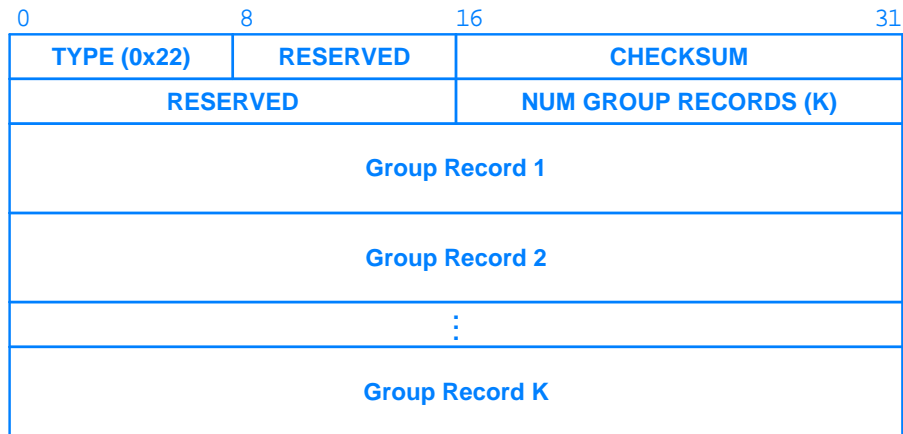 0 8 16 31
TYPE (0x22) RESERVED CHECKSUM
RESERVED NUM GROUP RECORDS (K)
Group Record 1
Group Record 2
⋮
Group Record K